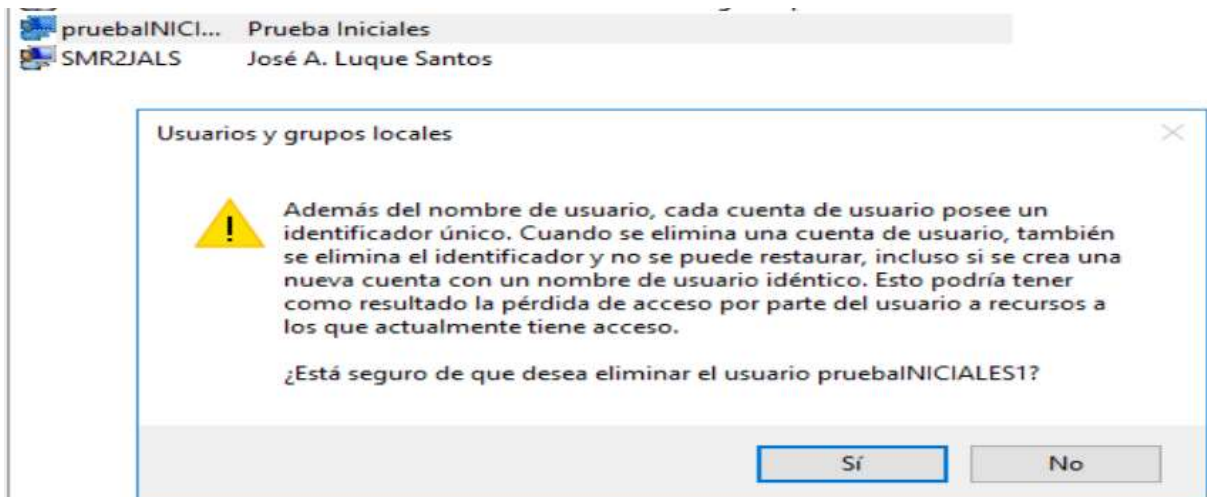 pruebaINICI... Prueba Iniciales
SMR2JALS José A. Luque Santos
Usuarios y grupos locales
Además del nombre de usuario, cada cuenta de usuario posee un
identificador único. Cuando se elimina una cuenta de usuario, también
se elimina el identificador y no se puede restaurar, incluso si se crea una
nueva cuenta con un nombre de usuario idéntico. Esto podría tener
como resultado la pérdida de acceso por parte del usuario a recursos a
los que actualmente tiene acceso.
¿Está seguro de que desea eliminar el usuario pruebaINICIALES1?
Sí No